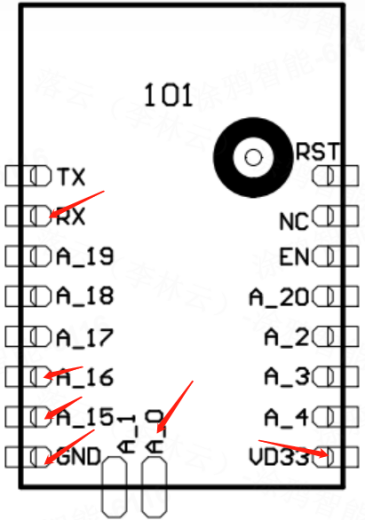 101
RST
TX
RX
NC
A_19
EN
A_18
A_20
A_17
A_2
A_16
A_3
A_15
A_4
GND
A_1
A_0
VD33